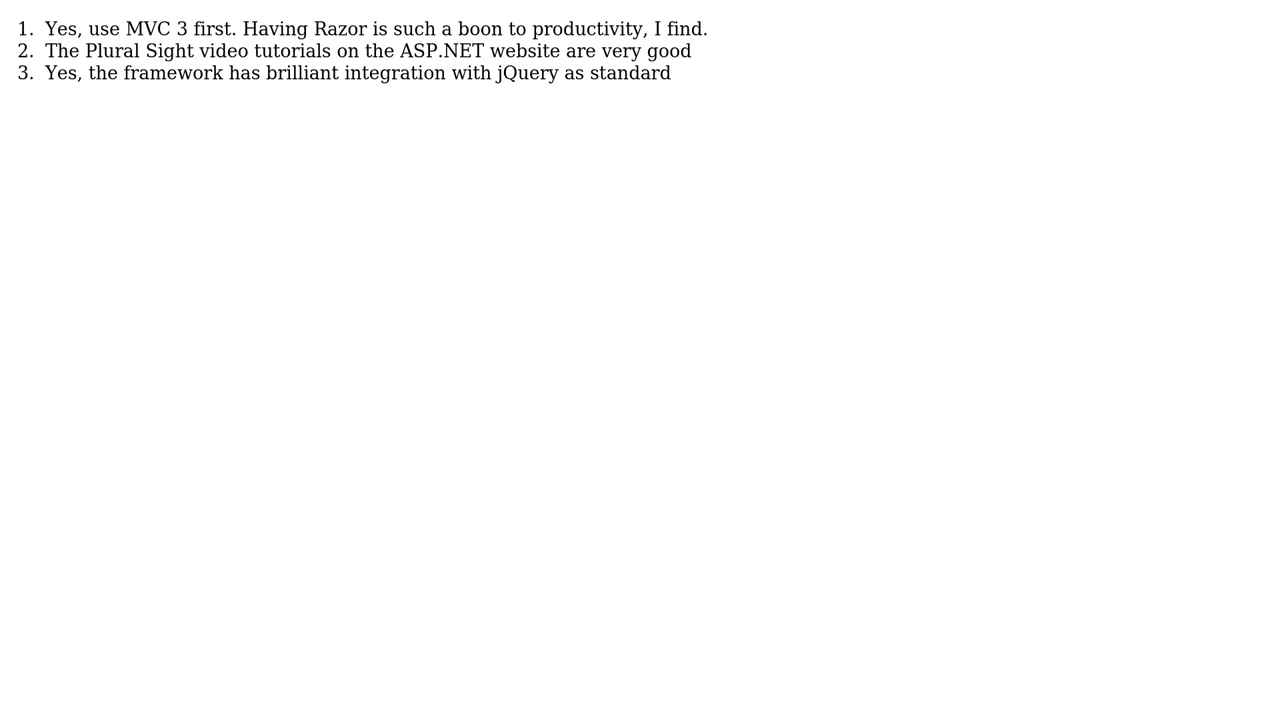 1. Yes, use MVC 3 first. Having Razor is such a boon to productivity, I find.
2. The Plural Sight video tutorials on the ASP.NET website are very good
3. Yes, the framework has brilliant integration with jQuery as standard